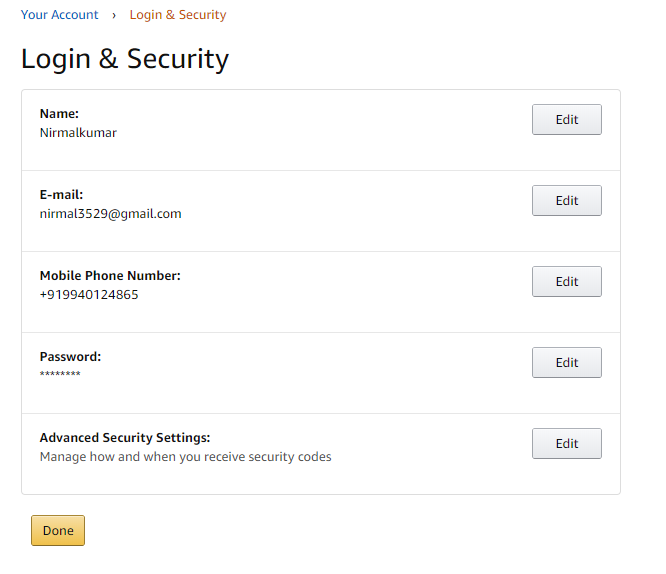 Your Account › Login & Security
Login & Security
Name:
Nirmalkumar
Edit
E-mail:
nirmal3529@gmail.com
Edit
Mobile Phone Number:
+919940124865
Edit
Password:
********
Edit
Advanced Security Settings:
Manage how and when you receive security codes
Edit
Done